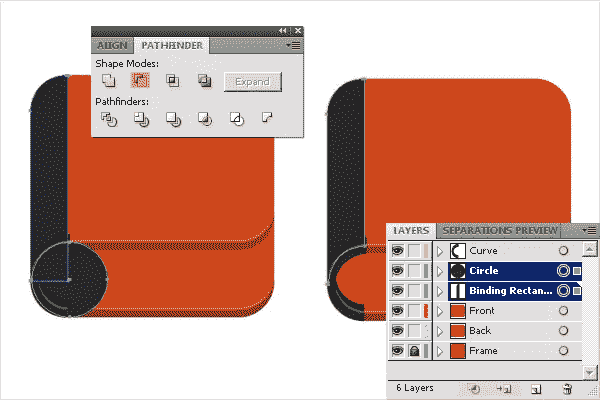 ALIGN PATHFINDER
Shape Modes:
Expand
Pathfinders:
LAYERS SEPARATIONS PREVIEW
Curve
Circle
Binding Rectan...
Front
Back
Frame
6 Layers